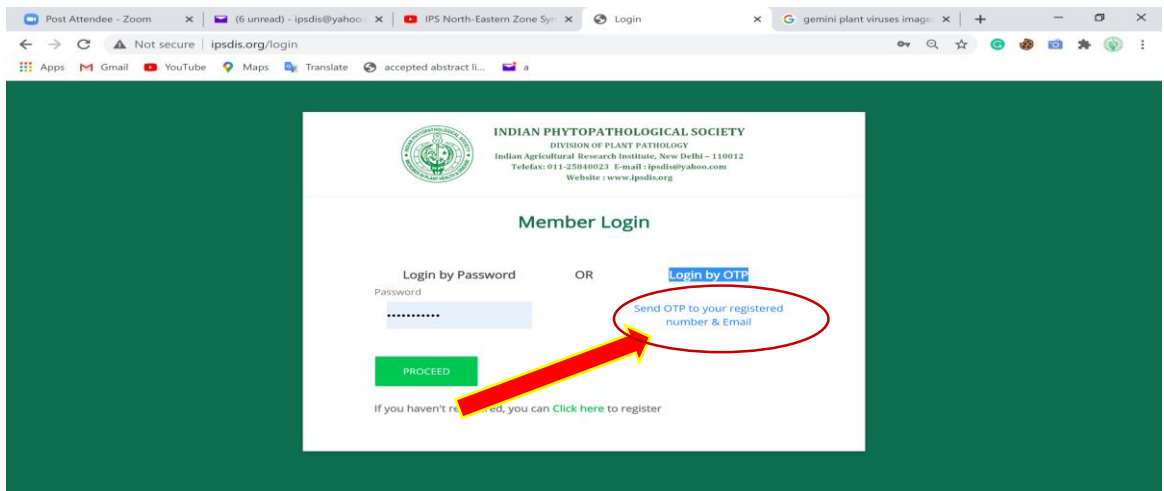 Post Attendee - Zoom
(6 unread) - ipsdis@yahoo.
IPS North-Eastern Zone Syn
Login
gemini plant viruses image
Not secure | ipsdis.org/login
Apps
Gmail
YouTube
Maps
Translate
accepted abstract li...
a
INDIAN PHYTOPATHOLOGICAL SOCIETY
DIVISION OF PLANT PATHOLOGY
Indian Agricultural Research Institute, New Delhi – 110012
Telefax: 011-25840023 E-mail : ipsdis@yahoo.com
Website : www.ipsdis.org
Member Login
Login by Password
OR
Login by OTP
Password
Send OTP to your registered
number & Email
PROCEED
If you haven't you can Click here to register